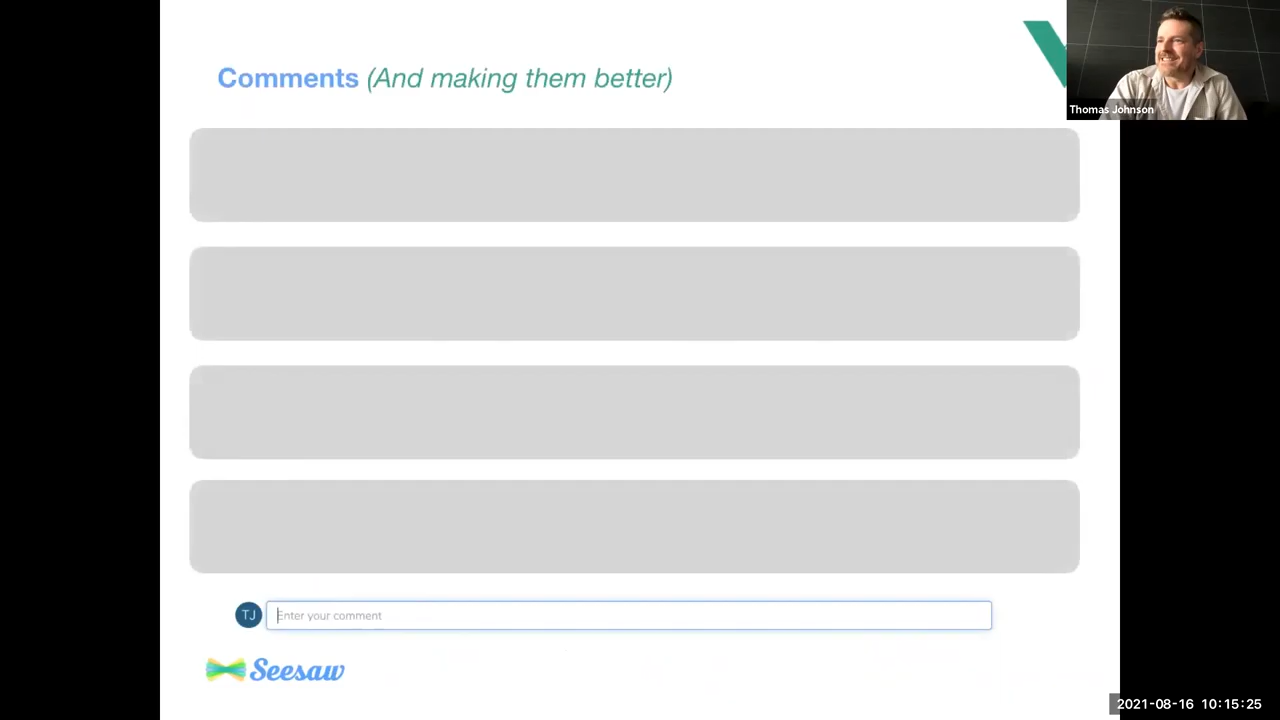 Comments (And making them better)
Thomas Johnson
TJ
Enter your comment
Seesaw
2021-08-16 10:15:25